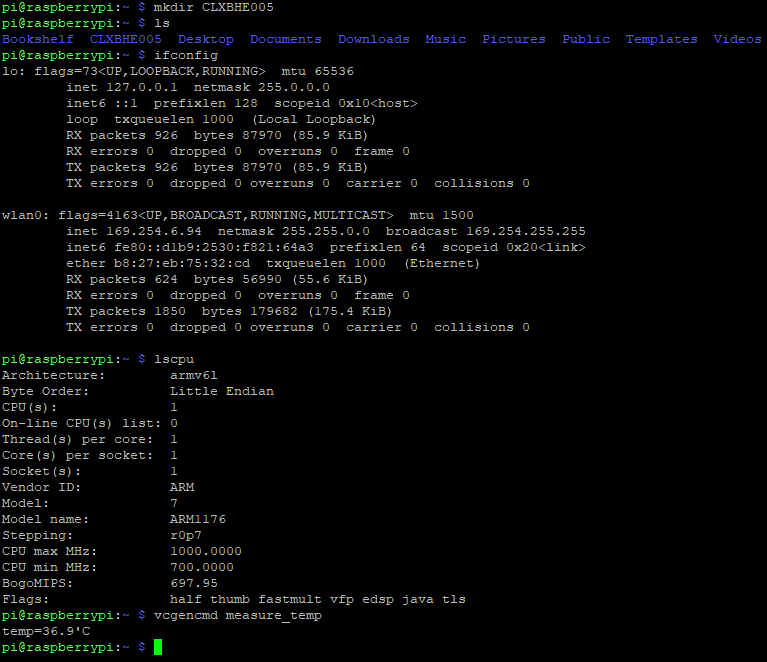 pi@raspberrypi:~ $ mkdir CLXBHE005
pi@raspberrypi:~ $ ls
Bookshelf  CLXBHE005  Desktop  Documents  Downloads  Music  Pictures  Public  Templates  Videos
pi@raspberrypi:~ $ ifconfig
lo: flags=73<UP,LOOPBACK,RUNNING>  mtu 65536
        inet 127.0.0.1  netmask 255.0.0.0
        inet6 ::1  prefixlen 128  scopeid 0x10<host>
        loop  txqueuelen 1000  (Local Loopback)
        RX packets 926  bytes 87970 (85.9 KiB)
        RX errors 0  dropped 0  overruns 0  frame 0
        TX packets 926  bytes 87970 (85.9 KiB)
        TX errors 0  dropped 0 overruns 0  carrier 0  collisions 0

wlan0: flags=4163<UP,BROADCAST,RUNNING,MULTICAST>  mtu 1500
        inet 169.254.6.94  netmask 255.255.0.0  broadcast 169.254.255.255
        inet6 fe80::d1b9:2530:f821:64a3  prefixlen 64  scopeid 0x20<link>
        ether b8:27:eb:75:32:cd  txqueuelen 1000  (Ethernet)
        RX packets 624  bytes 56990 (55.6 KiB)
        RX errors 0  dropped 0  overruns 0  frame 0
        TX packets 1850  bytes 179682 (175.4 KiB)
        TX errors 0  dropped 0 overruns 0  carrier 0  collisions 0

pi@raspberrypi:~ $ lscpu
Architecture:        armv6l
Byte Order:          Little Endian
CPU(s):              1
On-line CPU(s) list: 0
Thread(s) per core:  1
Core(s) per socket:  1
Socket(s):           1
Vendor ID:           ARM
Model:               7
Model name:          ARM1176
Stepping:            r0p7
CPU max MHz:         1000.0000
CPU min MHz:         700.0000
BogoMIPS:            697.95
Flags:               half thumb fastmult vfp edsp java tls
pi@raspberrypi:~ $ vcgencmd measure_temp
temp=36.9'C
pi@raspberrypi:~ $